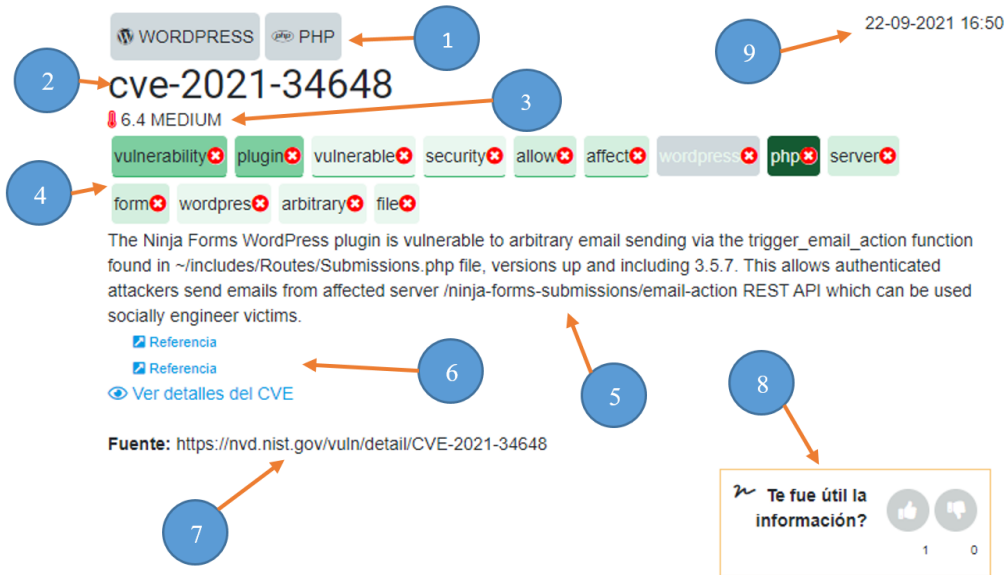 WORDPRESS PHP
1
22-09-2021 16:50
9
2
cve-2021-34648
3
6.4 MEDIUM
vulnerability plugin vulnerable security allow affect wordpress php server
4
form wordpres arbitrary file
The Ninja Forms WordPress plugin is vulnerable to arbitrary email sending via the trigger_email_action function
found in ~/includes/Routes/Submissions.php file, versions up and including 3.5.7. This allows authenticated
attackers send emails from affected server /ninja-forms-submissions/email-action REST API which can be used
socially engineer victims.
Referencia
Referencia
6
5
8
Ver detalles del CVE
Fuente: https://nvd.nist.gov/vuln/detail/CVE-2021-34648
7
Te fue útil la
información?
1 0